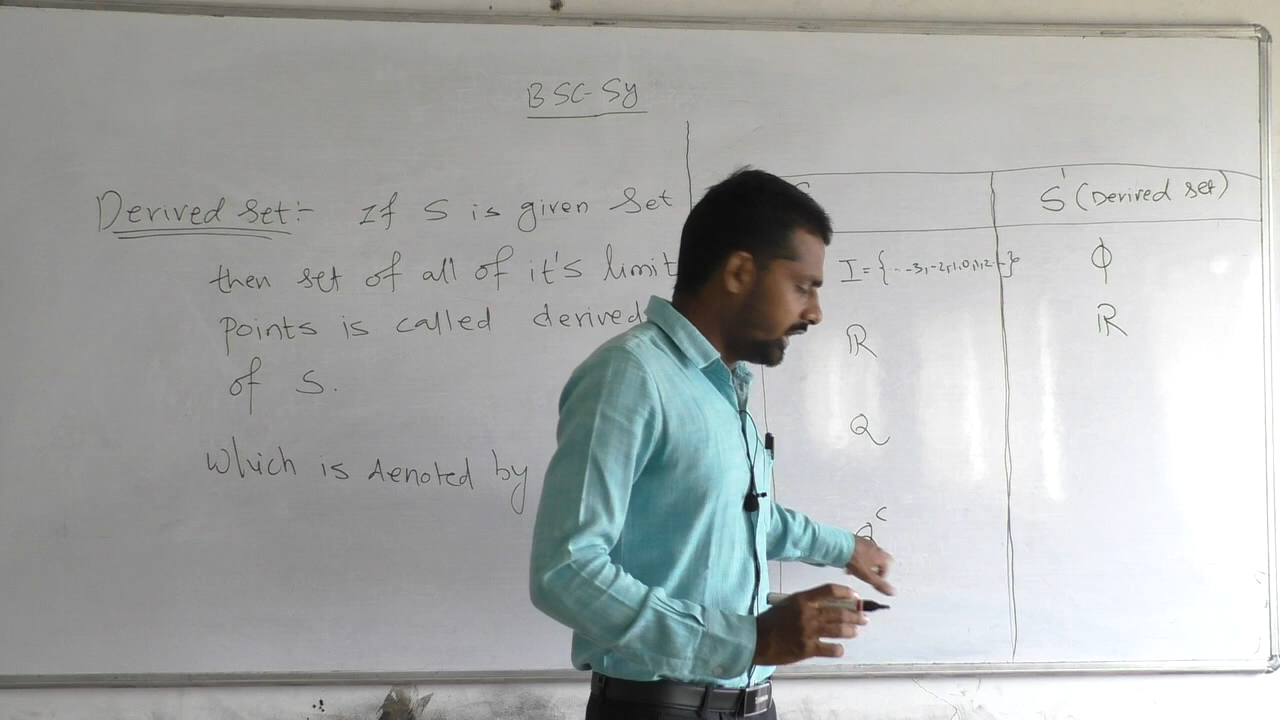 BSC-Sy
Derived set:- If S is given set
then set of all of it's limit
points is called derived
of S.
which is denoted by
S' (Derived set)
I = {...-3,-2,-1,0,1,2...} ϕ
ℝ ℝ
Q
Q^c